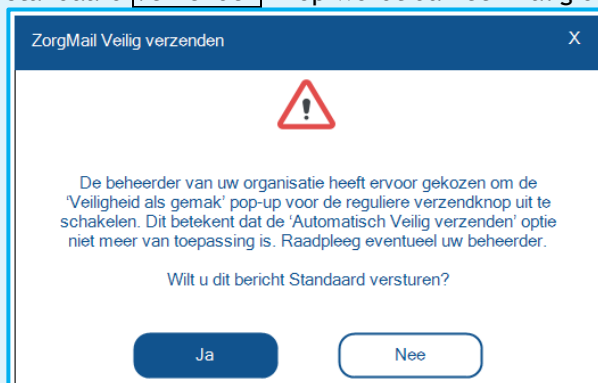 ZorgMail Veilig verzenden X
De beheerder van uw organisatie heeft ervoor gekozen om de
'Veiligheid als gemak' pop-up voor de reguliere verzendknop uit te
schakelen. Dit betekent dat de 'Automatisch Veilig verzenden' optie
niet meer van toepassing is. Raadpleeg eventueel uw beheerder.
Wilt u dit bericht Standaard versturen?
Ja Nee